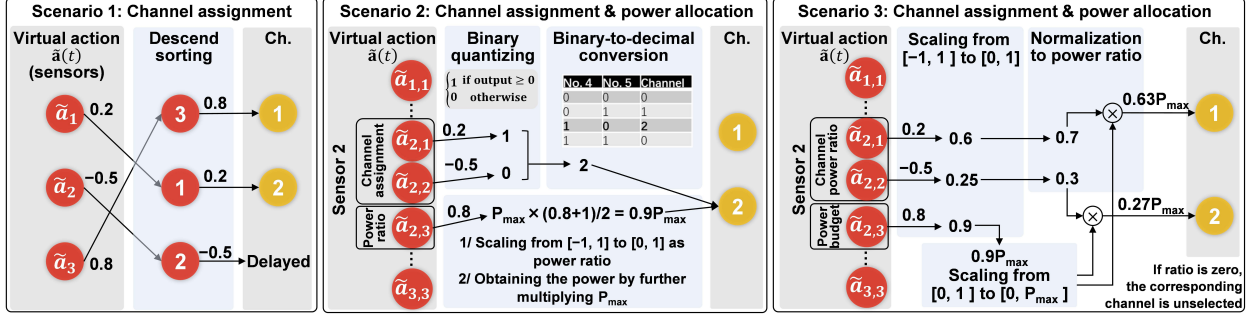 Scenario 1: Channel assignment
Virtual action
ã(t)
(sensors)
Descend
sorting
Ch.
ã1
0.2
3
0.8
1
ã2
−0.5
1
0.2
2
ã3
0.8
2
−0.5
Delayed
Scenario 2: Channel assignment & power allocation
Virtual action
ã(t)
Binary
quantizing
Binary-to-decimal
conversion
Ch.
{1 if output ≥ 0
0 otherwise
No. 4 No. 5 Channel
0 0 0
0 1 1
1 0 2
1 1 0
Sensor 2
Channel
assignment
Power
ratio
ã1,1
ã2,1
0.2
1
ã2,2
−0.5
0
2
ã2,3
0.8
Pmax × (0.8+1)/2 = 0.9Pmax
1/ Scaling from [−1, 1] to [0, 1] as
power ratio
2/ Obtaining the power by further
multiplying Pmax
ã3,3
1
2
Scenario 3: Channel assignment & power allocation
Virtual action
ã(t)
Scaling from
[−1, 1 ] to [0, 1]
Normalization
to power ratio
Ch.
Sensor 2
Channel
power ratio
Power
budget
ã1,1
ã2,1
0.2
0.6
0.7
×
0.63Pmax
1
ã2,2
−0.5
0.25
0.3
×
0.27Pmax
2
ã2,3
0.8
0.9
0.9Pmax
Scaling from
[0, 1 ] to [0, Pmax ]
ã3,3
If ratio is zero,
the corresponding
channel is unselected